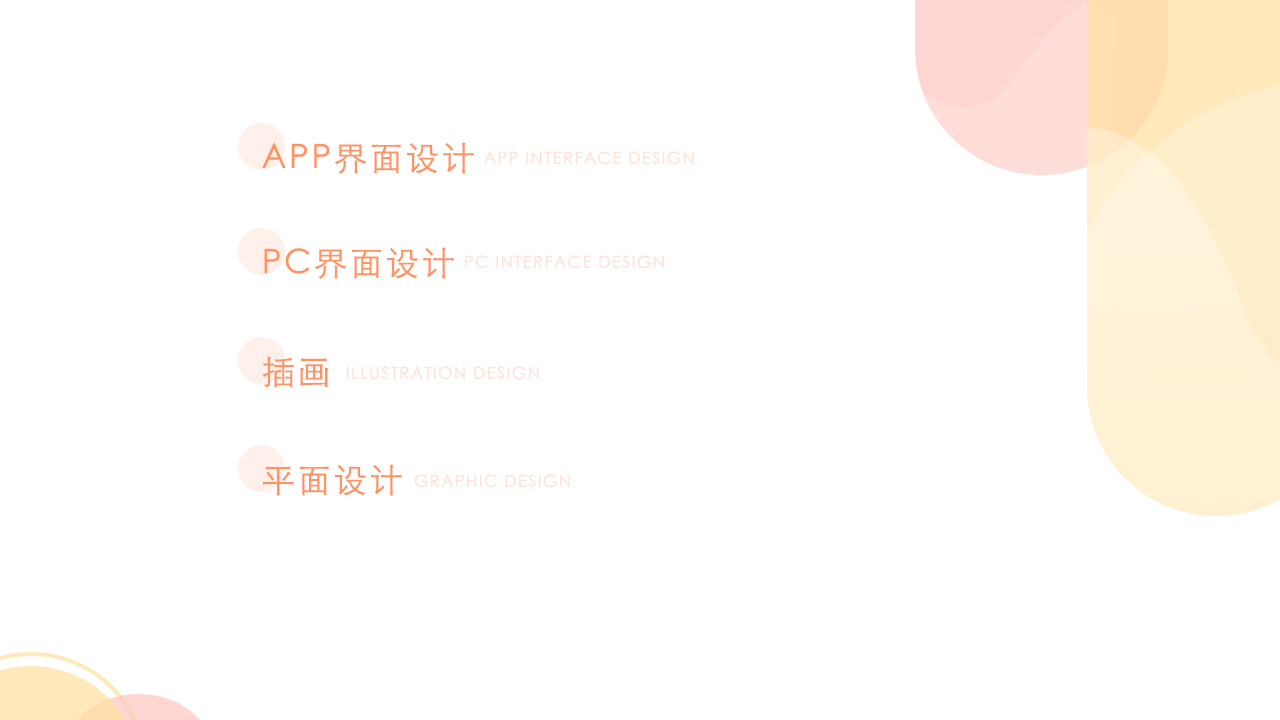 APP界面设计 APP INTERFACE DESIGN
PC界面设计 PC INTERFACE DESIGN
插画 ILLUSTRATION DESIGN
平面设计 GRAPHIC DESIGN